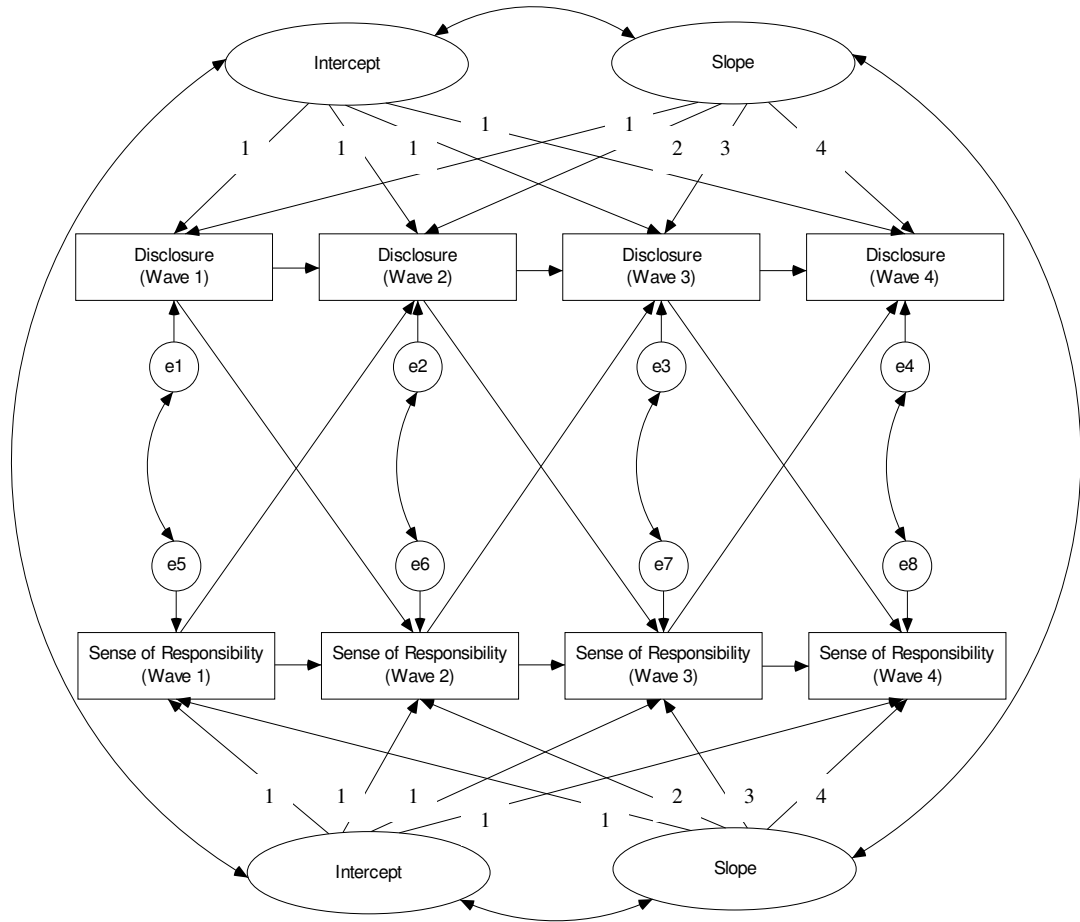 Intercept
Slope
1
1
1
1
1
2
3
4
Disclosure
(Wave 1)
Disclosure
(Wave 2)
Disclosure
(Wave 3)
Disclosure
(Wave 4)
e1
e2
e3
e4
e5
e6
e7
e8
Sense of Responsibility
(Wave 1)
Sense of Responsibility
(Wave 2)
Sense of Responsibility
(Wave 3)
Sense of Responsibility
(Wave 4)
1
1
1
1
1
2
3
4
Intercept
Slope